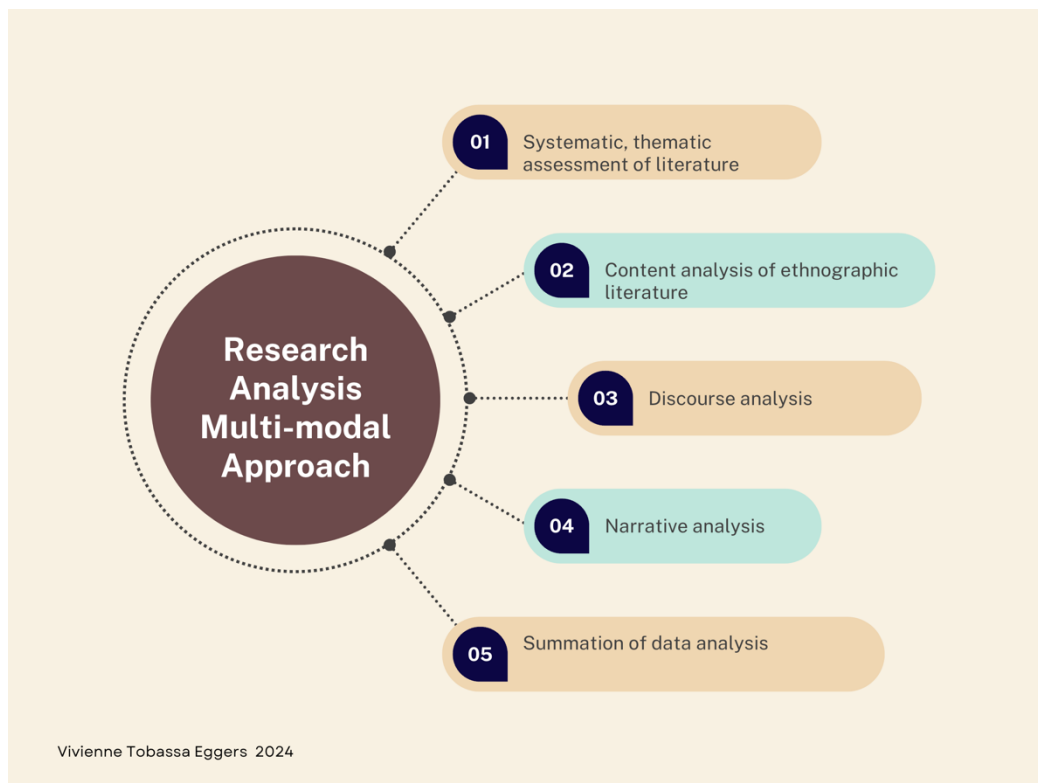 Research
Analysis
Multi-modal
Approach
01
Systematic, thematic
assessment of literature
02
Content analysis of ethnographic
literature
03
Discourse analysis
04
Narrative analysis
05
Summation of data analysis
Vivienne Tobassa Eggers 2024